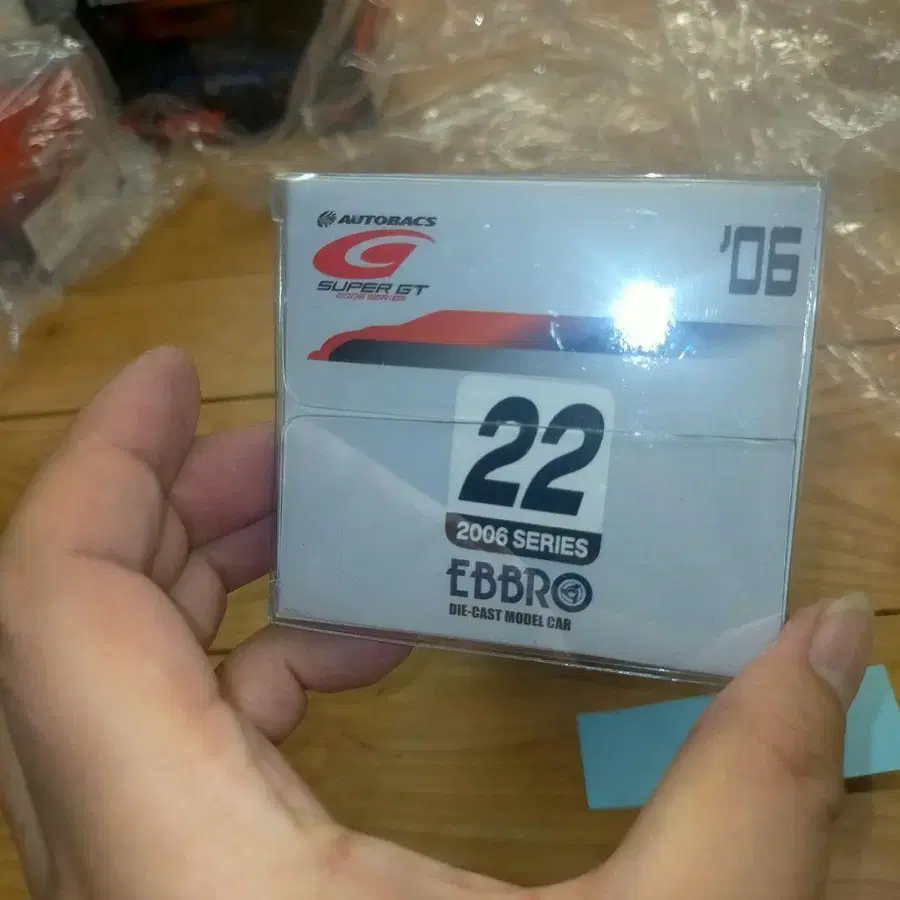 AUTOBACS
SUPER GT
2006 SERIES
'06
22
2006 SERIES
EBBRO
DIE-CAST MODEL CAR